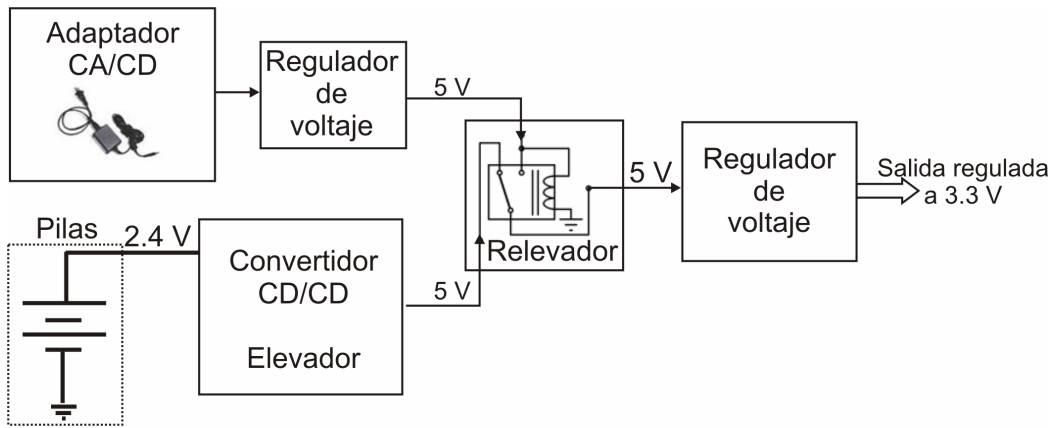 Adaptador
CA/CD
Regulador
de
voltaje
5 V
Relevador
5 V
Regulador
de
voltaje
Salida regulada
a 3.3 V
Pilas
2.4 V
Convertidor
CD/CD
Elevador
5 V